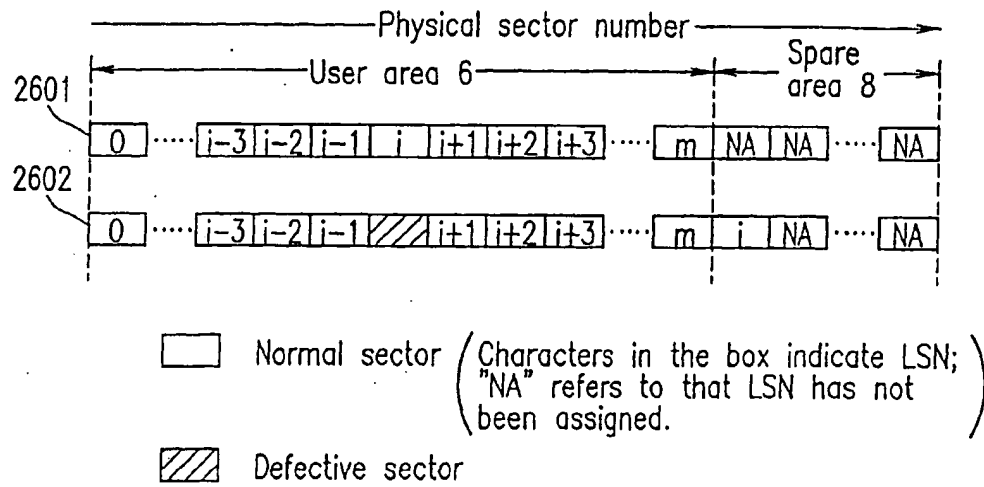 Physical sector number
User area 6
Spare
area 8
2601
0 ..... i-3 i-2 i-1 i i+1 i+2 i+3 ..... m NA NA ..... NA
2602
0 ..... i-3 i-2 i-1 i+1 i+2 i+3 ..... m i NA ..... NA
Normal sector (Characters in the box indicate LSN;
"NA" refers to that LSN has not
been assigned.)
Defective sector